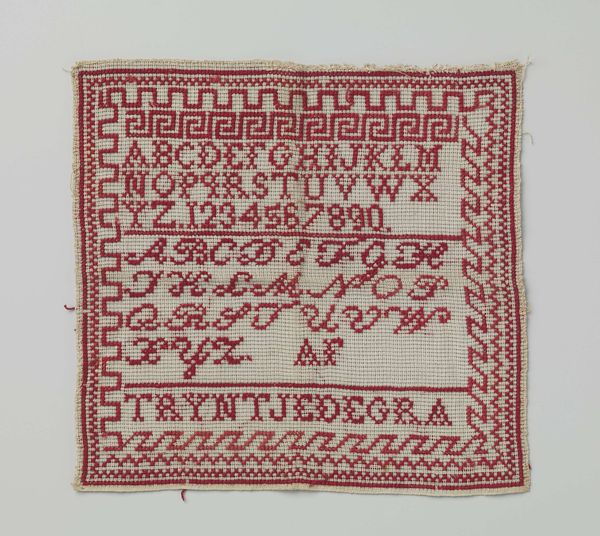 ABCDEFGHIJKLM
NOPQRSTUVWX
YZ.1234567890.
ABCDEFGH
IKLMNOP
QRSTUVW
XYZ. AF
TRYNTJEDEGRA